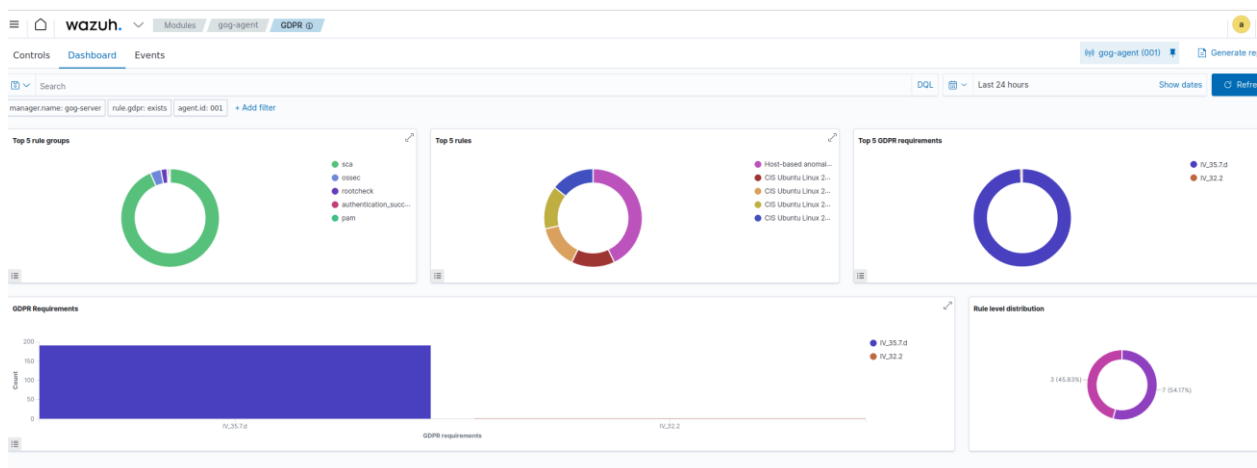 wazuh. Modules gog-agent GDPR a
Controls Dashboard Events gog-agent (001) Generate re
Search DQL Last 24 hours Show dates Refre
manager.name: gog-server rule.gdpr: exists agent.id: 001 + Add filter
Top 5 rule groups
sca
ossec
rootcheck
authentication_succ...
pam
Top 5 rules
Host-based anomal...
CIS Ubuntu Linux 2...
CIS Ubuntu Linux 2...
CIS Ubuntu Linux 2...
CIS Ubuntu Linux 2...
Top 5 GDPR requirements
IV_35.7.d
IV_32.2
GDPR Requirements
200
150
100
50
0
Count
IV_35.7.d
IV_32.2
GDPR requirements
IV_35.7.d
IV_32.2
Rule level distribution
3 (45.83%)
7 (54.17%)